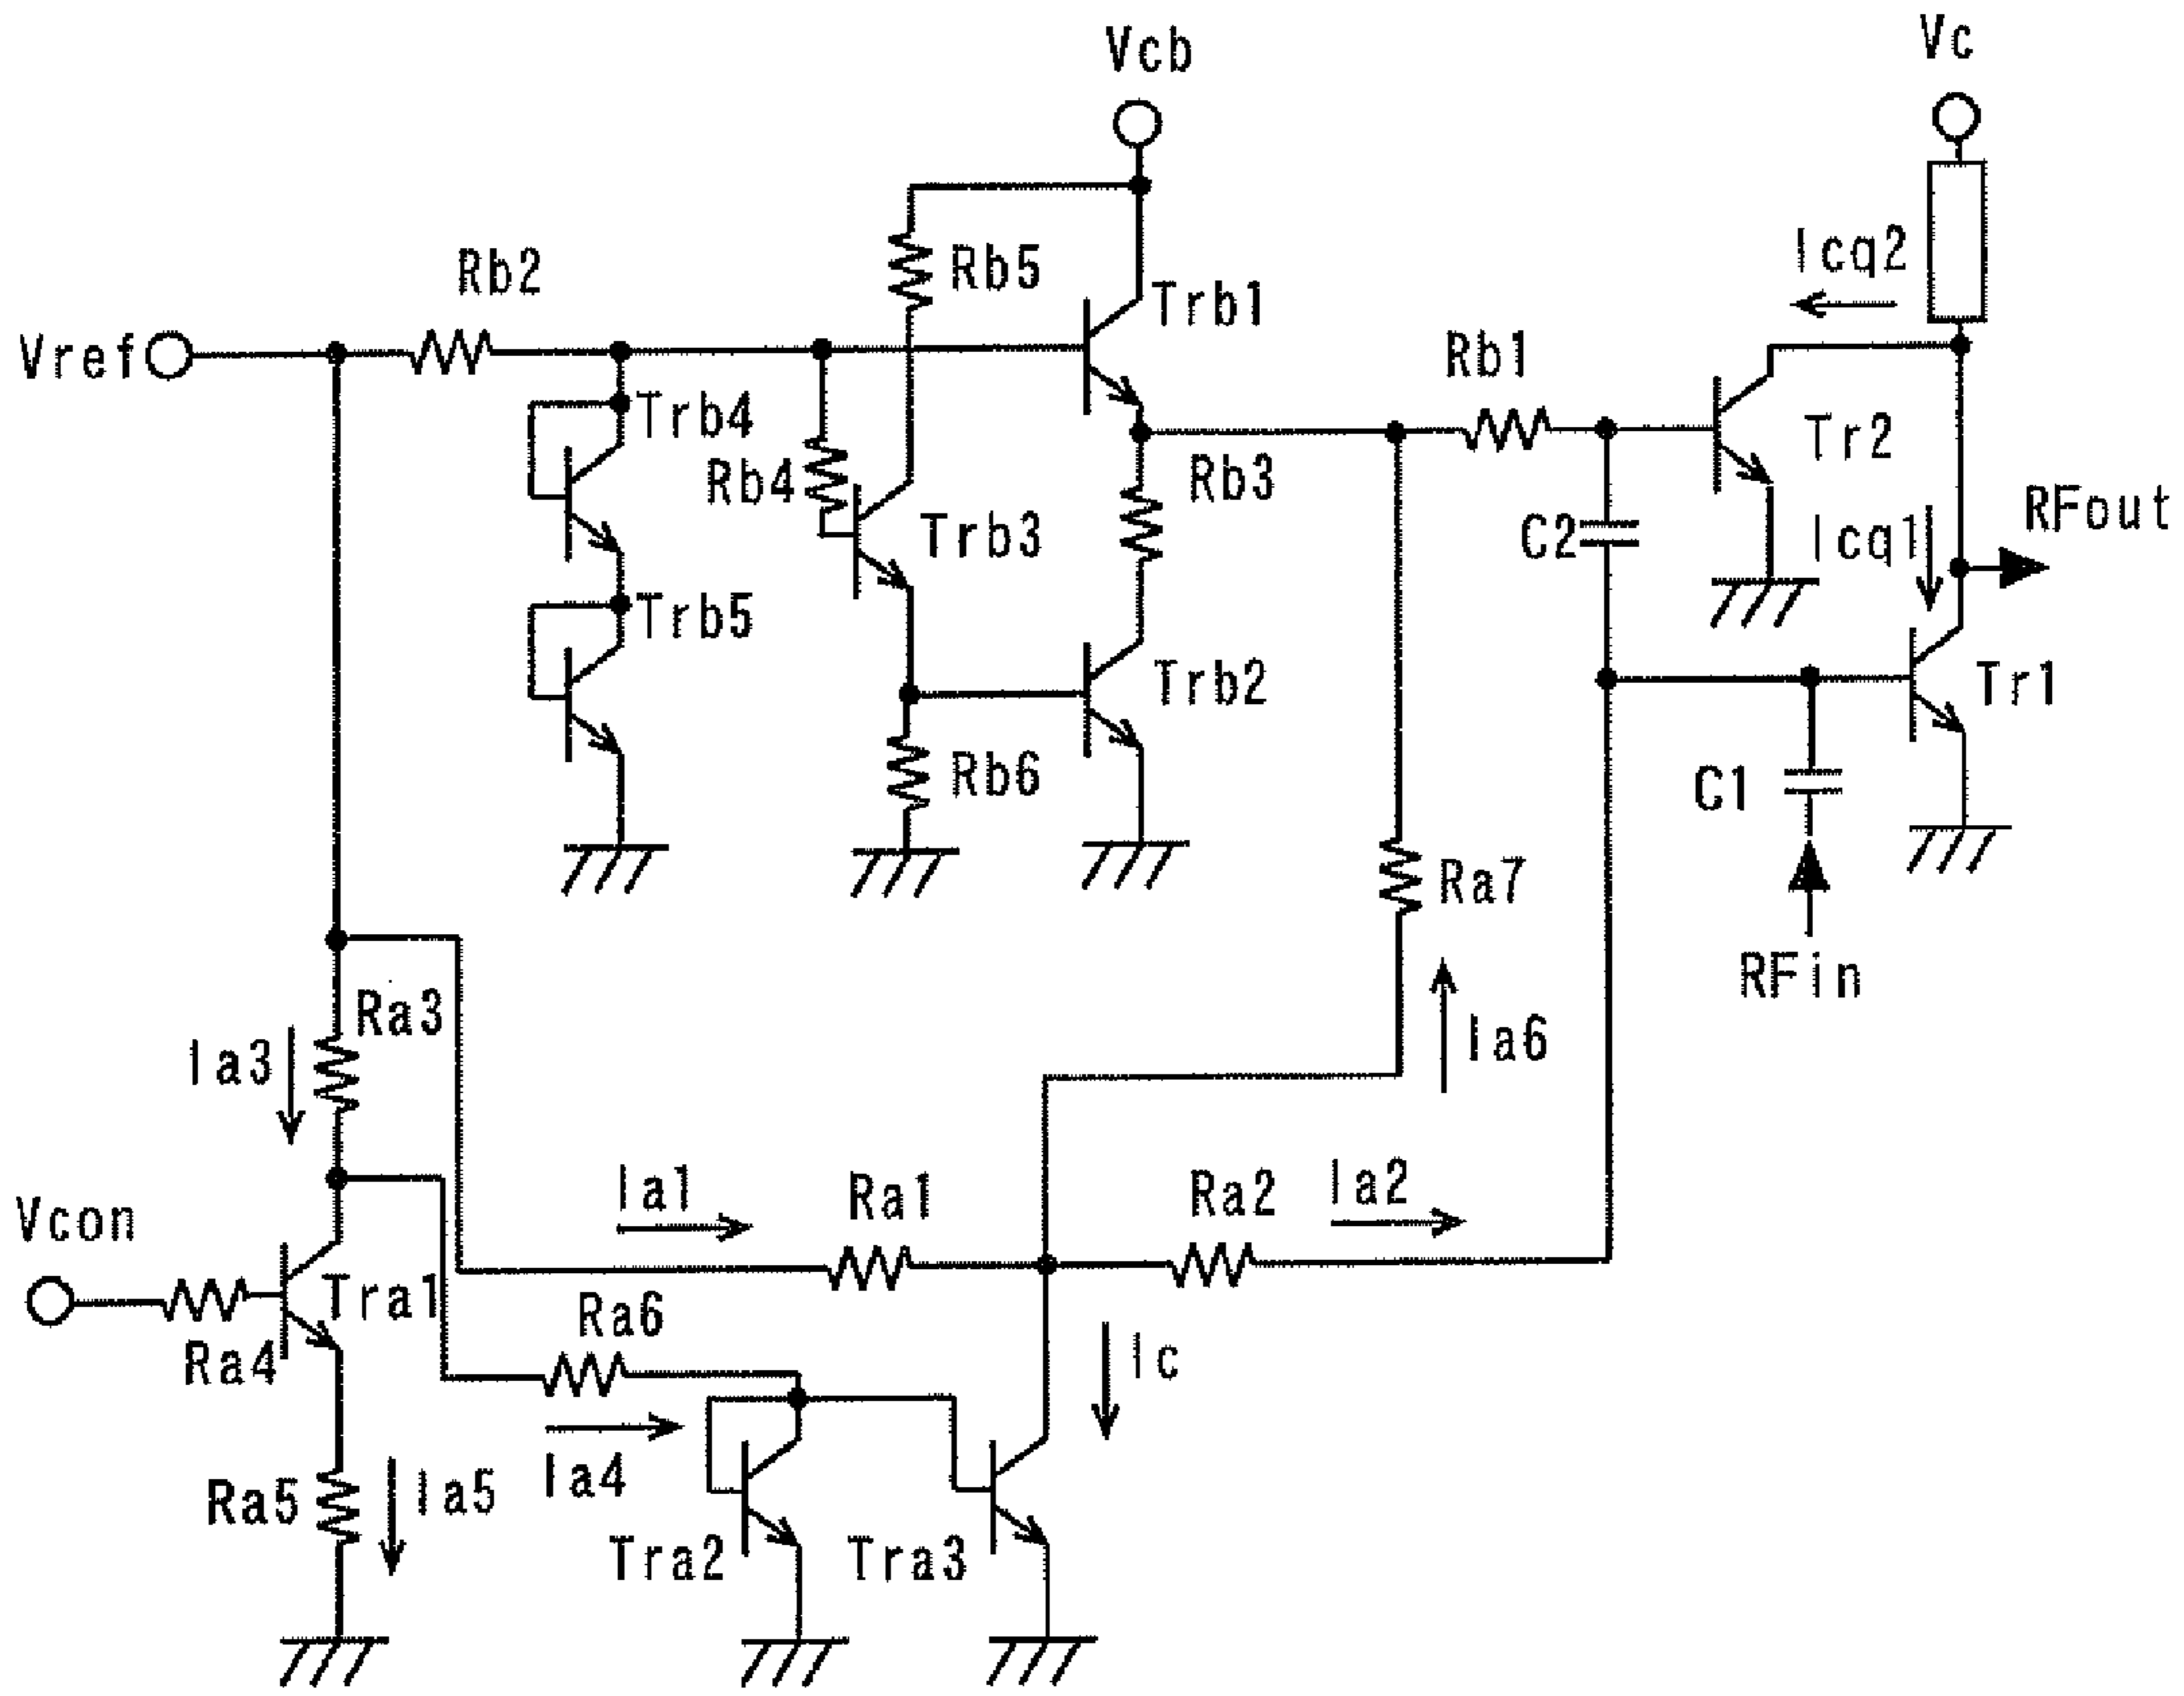 Vcb
Vc
Rb2
Rb5
Trb1
Icq2
Vref
Rb1
Trb4
Rb4
Rb3
Tr2
Trb3
C2
Icq1
RFout
Trb5
Trb2
Tr1
Rb6
C1
Ra7
RFin
Ra3
Ia3
Ia6
Ia1
Ra1
Ra2
Ia2
Vcon
Tra1
Ra6
Ra4
Ic
Ia4
Ra5
Ia5
Tra2
Tra3